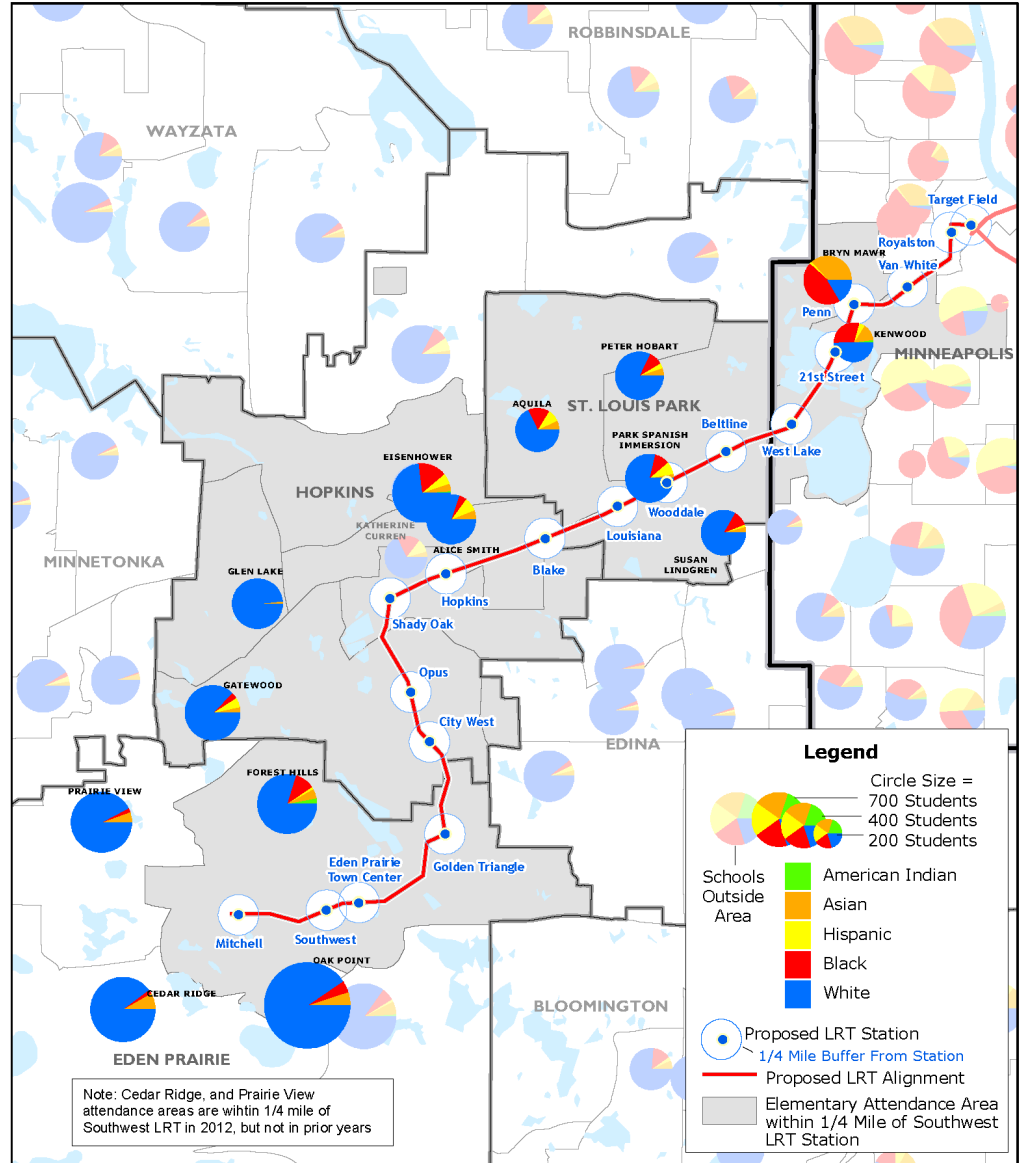 ROBBINSDALE
WAYZATA
Target Field
Royalston
BRYN MAWR
Van White
Penn
KENWOOD
MINNEAPOLIS
PETER HOBART
21st Street
AQUILA
ST. LOUIS PARK
Beltline
PARK SPANISH
IMMERSION
West Lake
EISENHOWER
HOPKINS
Wooddale
KATHERINE
CURREN
Louisiana
ALICE SMITH
MINNETONKA
Blake
SUSAN
LINDGREN
GLEN LAKE
Hopkins
Shady Oak
Opus
GATEWOOD
City West
EDINA
FOREST HILLS
PRAIRIE VIEW
Golden Triangle
Eden Prairie
Town Center
Mitchell
Southwest
OAK POINT
CEDAR RIDGE
BLOOMINGTON
EDEN PRAIRIE
Note: Cedar Ridge, and Prairie View
attendance areas are wihtin 1/4 mile of
Southwest LRT in 2012, but not in prior years
Legend
Circle Size =
700 Students
400 Students
200 Students
Schools
Outside
Area
American Indian
Asian
Hispanic
Black
White
Proposed LRT Station
1/4 Mile Buffer From Station
Proposed LRT Alignment
Elementary Attendance Area
within 1/4 Mile of Southwest
LRT Station